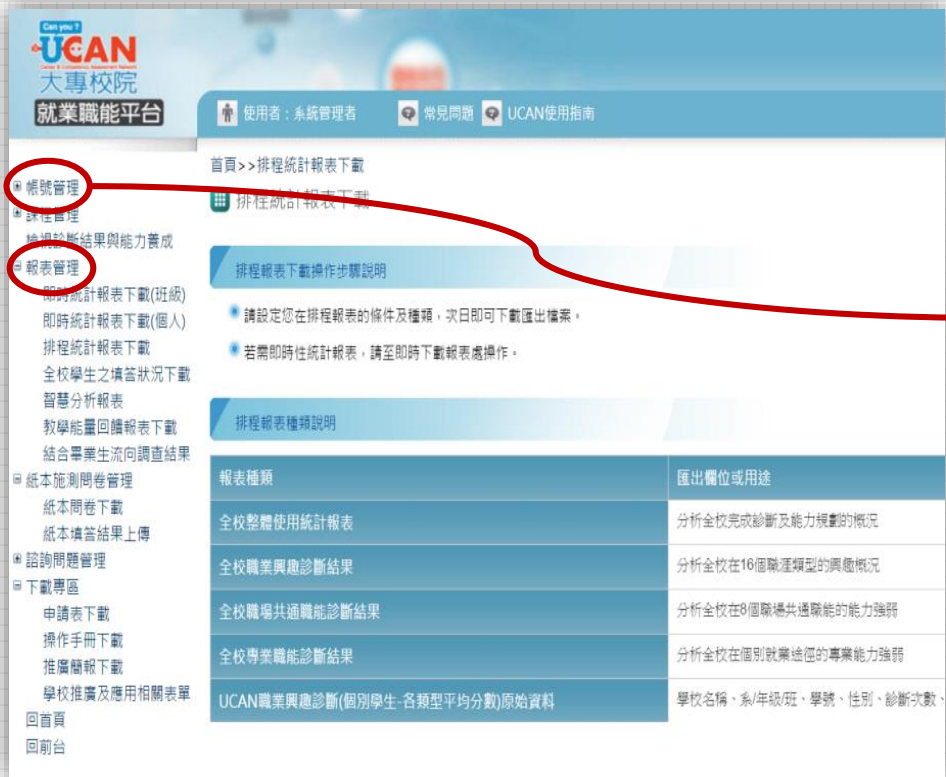 Can you ?
UCAN
大專校院
就業職能平台
使用者：系統管理者
常見問題
UCAN使用指南
首頁>>排程統計報表下載
排程統計報表下載
帳號管理
課程管理
檢視診斷結果與能力養成
報表管理
即時統計報表下載(班級)
即時統計報表下載(個人)
排程統計報表下載
全校學生之填答狀況下載
智慧分析報表
教學能量回饋報表下載
結合畢業生流向調查結果
紙本施測問卷管理
紙本問卷下載
紙本填答結果上傳
諮詢問題管理
下載專區
申請表下載
操作手冊下載
推廣簡報下載
學校推廣及應用相關表單
回首頁
回前台
排程報表下載操作步驟說明
請設定您在排程報表的條件及種類，次日即可下載匯出檔案。
若需即時性統計報表，請至即時下載報表處操作。
排程報表種類說明
報表種類
匯出欄位或用途
全校整體使用統計報表
分析全校完成診斷及能力規劃的概況
全校職業興趣診斷結果
分析全校在16個職涯類型的興趣概況
全校職場共通職能診斷結果
分析全校在8個職場共通職能的能力強弱
全校專業職能診斷結果
分析全校在個別就業途徑的專業能力強弱
UCAN職業興趣診斷(個別學生-各類型平均分數)原始資料
學校名稱、系/年級/班、學號、性別、診斷次數、